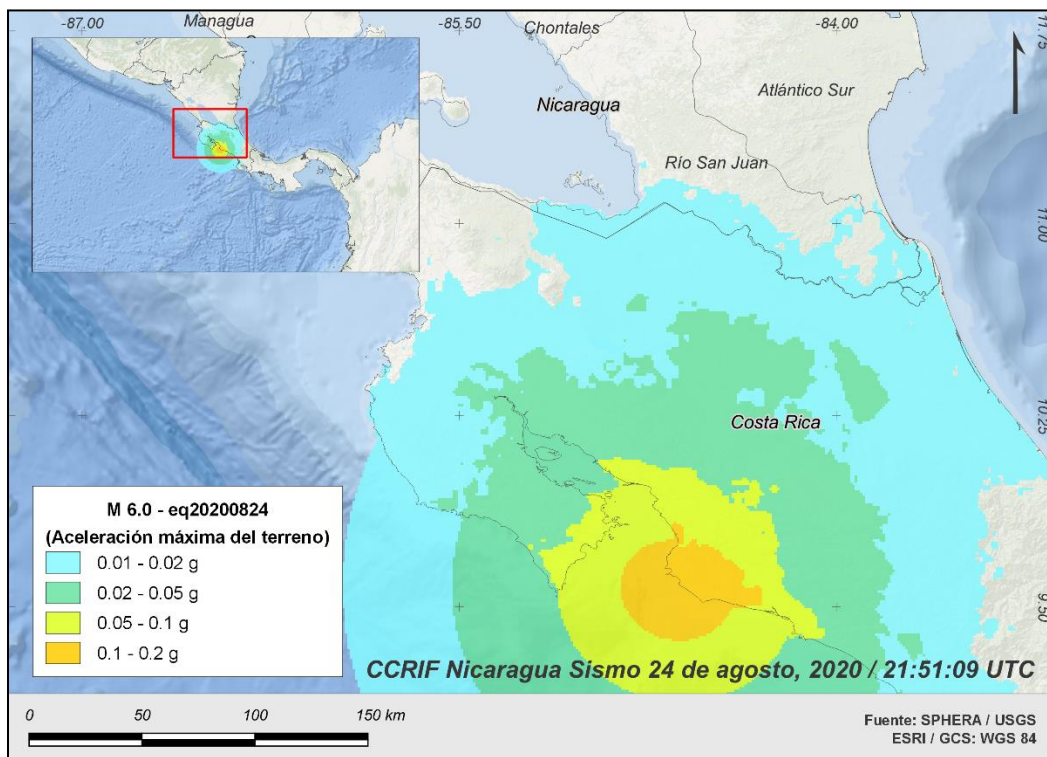 -87.00
Managua
-85.50
Chontales
-84.00
11.75
Nicaragua
Atlántico Sur
Río San Juan
11.00
10.25
Costa Rica
M 6.0 - eq20200824
(Aceleración máxima del terreno)
0.01 - 0.02 g
0.02 - 0.05 g
0.05 - 0.1 g
0.1 - 0.2 g
9.50
CCRIF Nicaragua Sismo 24 de agosto, 2020 / 21:51:09 UTC
0 50 100 150 km
Fuente: SPHERA / USGS
ESRI / GCS: WGS 84